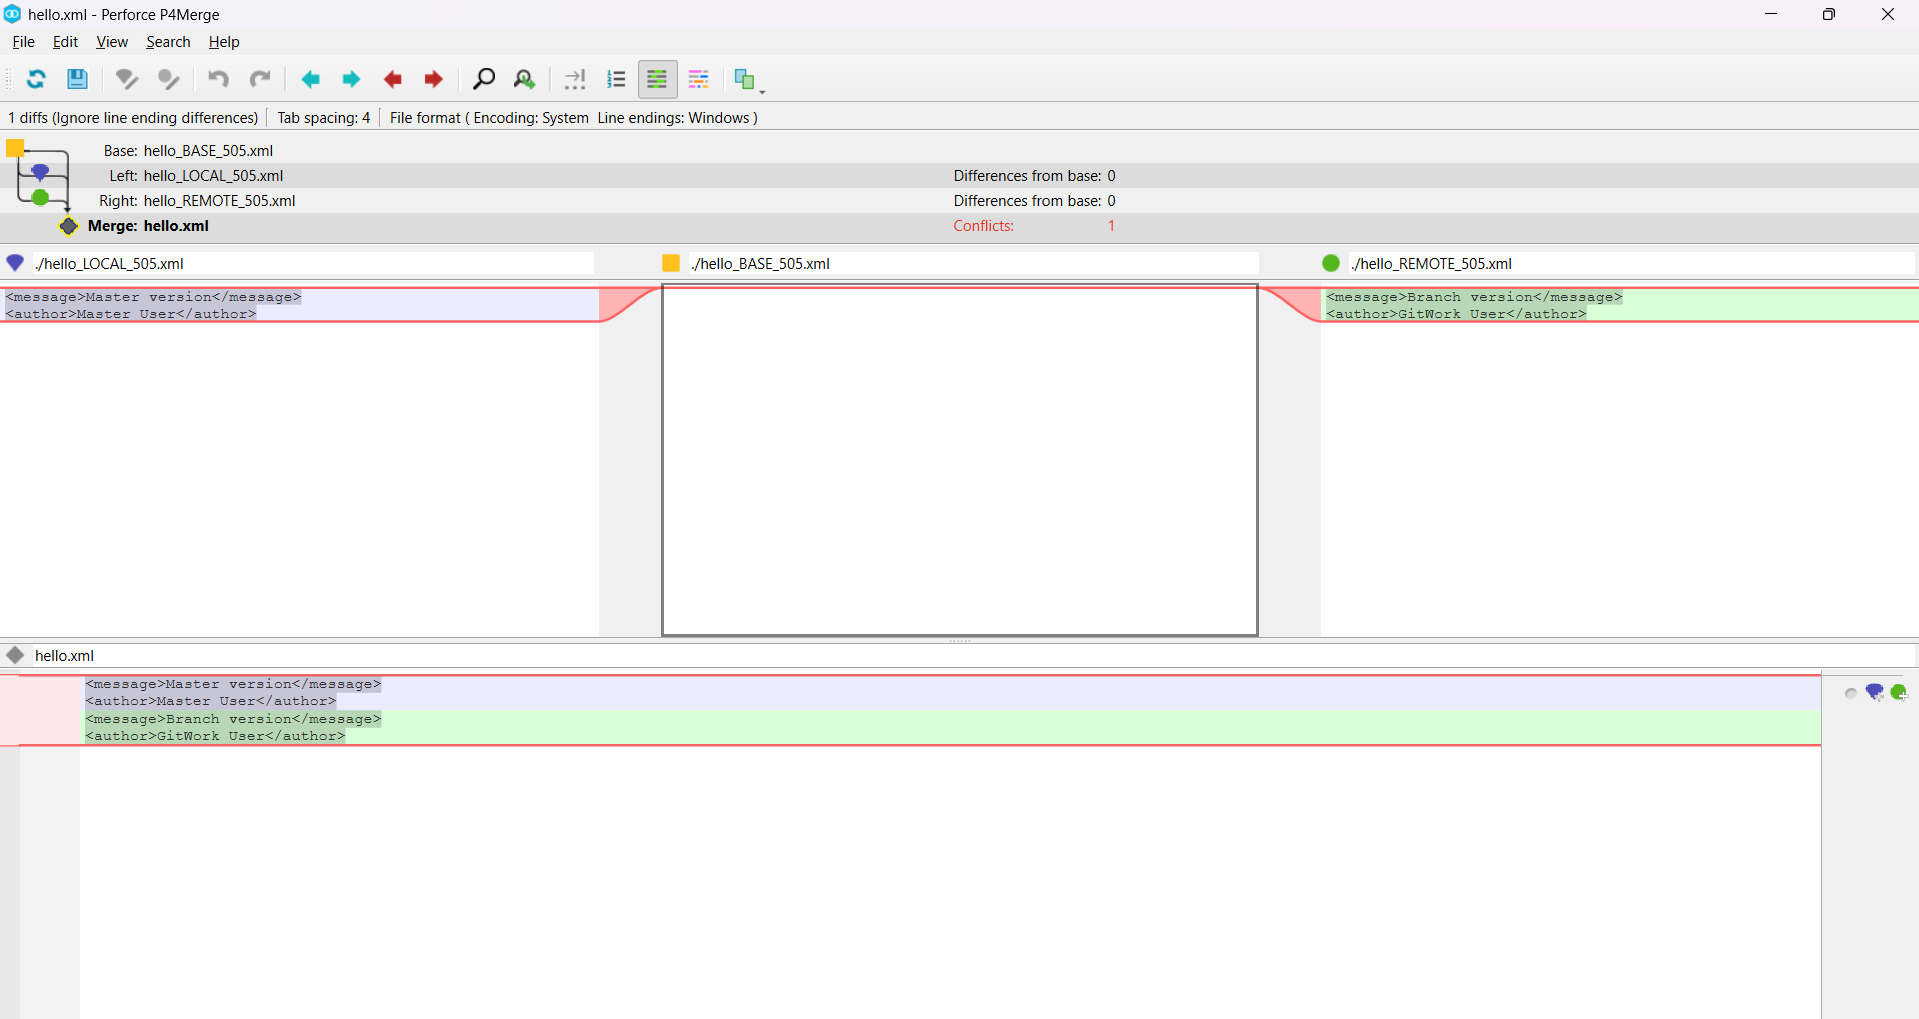 hello.xml - Perforce P4Merge
File Edit View Search Help
1 diffs (Ignore line ending differences) Tab spacing: 4 File format ( Encoding: System Line endings: Windows )
Base: hello_BASE_505.xml
Left: hello_LOCAL_505.xml Differences from base: 0
Right: hello_REMOTE_505.xml Differences from base: 0
Merge: hello.xml Conflicts: 1
./hello_LOCAL_505.xml ./hello_BASE_505.xml ./hello_REMOTE_505.xml
<message>Master version</message> <message>Branch version</message>
<author>Master User</author> <author>GitWork User</author>
hello.xml
<message>Master version</message>
<author>Master User</author>
<message>Branch version</message>
<author>GitWork User</author>